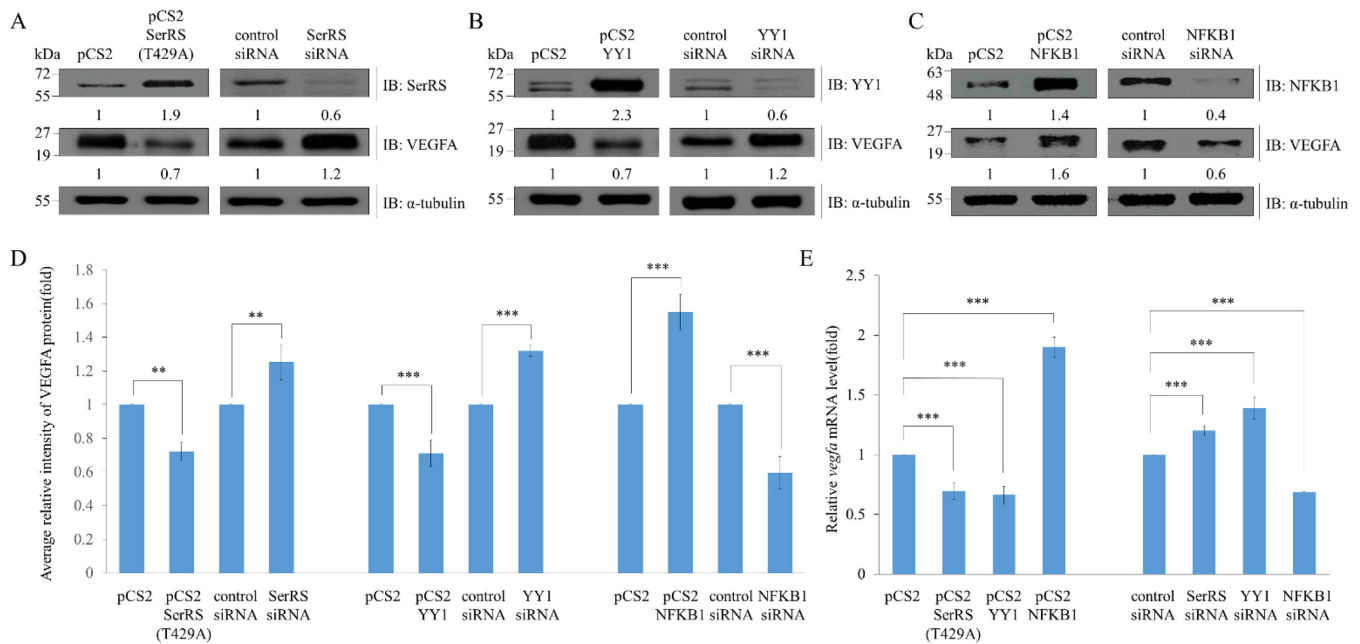 A
kDa
pCS2
pCS2
SerRS
(T429A)
control
siRNA
SerRS
siRNA
72
55
IB: SerRS
1 1.9 1 0.6
27
19
IB: VEGFA
1 0.7 1 1.2
55
IB: α-tubulin
B
kDa
pCS2
pCS2
YY1
control
siRNA
YY1
siRNA
72
55
IB: YY1
1 2.3 1 0.6
27
19
IB: VEGFA
1 0.7 1 1.2
55
IB: α-tubulin
C
kDa
pCS2
pCS2
NFKB1
control
siRNA
NFKB1
siRNA
63
48
IB: NFKB1
1 1.4 1 0.4
27
19
IB: VEGFA
1 1.6 1 0.6
55
IB: α-tubulin
D
Average relative intensity of VEGFA protein(fold)
1.8
1.6
1.4
1.2
1
0.8
0.6
0.4
0.2
0
**
**
***
***
***
***
pCS2
pCS2
SerRS
(T429A)
control
siRNA
SerRS
siRNA
pCS2
pCS2
YY1
control
siRNA
YY1
siRNA
pCS2
pCS2
NFKB1
control
siRNA
NFKB1
siRNA
E
Relative vegfa mRNA level(fold)
2.5
2
1.5
1
0.5
0
***
***
***
***
***
***
pCS2
pCS2
SerRS
(T429A)
pCS2
YY1
pCS2
NFKB1
control
siRNA
SerRS
siRNA
YY1
siRNA
NFKB1
siRNA